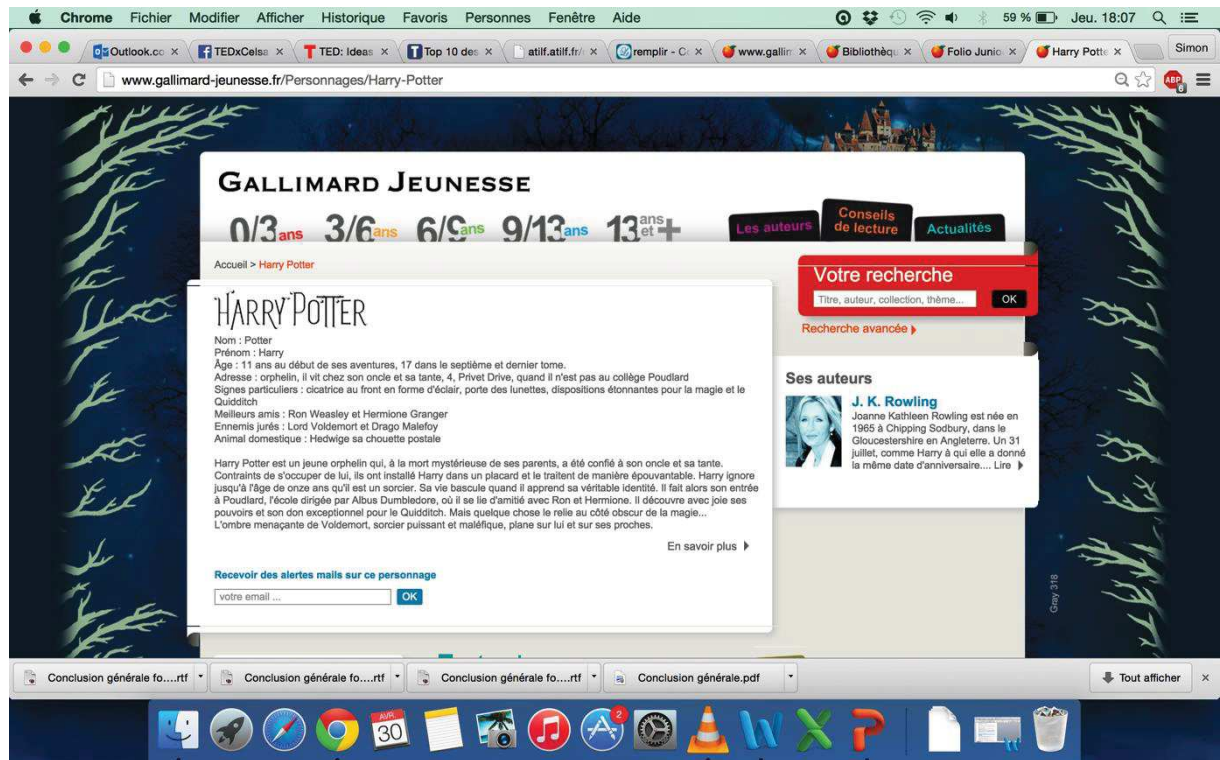 Chrome Fichier Modifier Afficher Historique Favoris Personnes Fenêtre Aide 59 % Jeu. 18:07
Outlook.co TEDxCelsa TED: Ideas Top 10 des atilf.atilf.fr/ remplir - Co www.gallim Bibliothèqu Folio Junio Harry Potte Simon
www.gallimard-jeunesse.fr/Personnages/Harry-Potter ABP 6
GALLIMARD JEUNESSE
0/3 ans 3/6 ans 6/9 ans 9/13 ans 13 ans et +
Les auteurs Conseils de lecture Actualités
Accueil > Harry Potter
Votre recherche
Titre, auteur, collection, thème... OK
Recherche avancée
HARRY POTTER
Nom : Potter
Prénom : Harry
Âge : 11 ans au début de ses aventures, 17 dans le septième et dernier tome.
Adresse : orphelin, il vit chez son oncle et sa tante, 4, Privet Drive, quand il n'est pas au collège Poudlard
Signes particuliers : cicatrice au front en forme d'éclair, porte des lunettes, dispositions étonnantes pour la magie et le
Quidditch
Meilleurs amis : Ron Weasley et Hermione Granger
Ennemis jurés : Lord Voldemort et Drago Malefoy
Animal domestique : Hedwige sa chouette postale
Harry Potter est un jeune orphelin qui, à la mort mystérieuse de ses parents, a été confié à son oncle et sa tante.
Contraints de s'occuper de lui, ils ont installé Harry dans un placard et le traitent de manière épouvantable. Harry ignore
jusqu'à l'âge de onze ans qu'il est un sorcier. Sa vie bascule quand il apprend sa véritable identité. Il fait alors son entrée
à Poudlard, l'école dirigée par Albus Dumbledore, où il se lie d'amitié avec Ron et Hermione. Il découvre avec joie ses
pouvoirs et son don exceptionnel pour le Quidditch. Mais quelque chose le relie au côté obscur de la magie...
L'ombre menaçante de Voldemort, sorcier puissant et maléfique, plane sur lui et sur ses proches.
En savoir plus
Recevoir des alertes mails sur ce personnage
votre email ... OK
Ses auteurs
J. K. Rowling
Joanne Kathleen Rowling est née en
1965 à Chipping Sodbury, dans le
Gloucestershire en Angleterre. Un 31
juillet, comme Harry à qui elle a donné
la même date d'anniversaire.... Lire
Gray 318
Conclusion générale fo....rtf Conclusion générale fo....rtf Conclusion générale fo....rtf Conclusion générale.pdf Tout afficher
AVR. 30 2